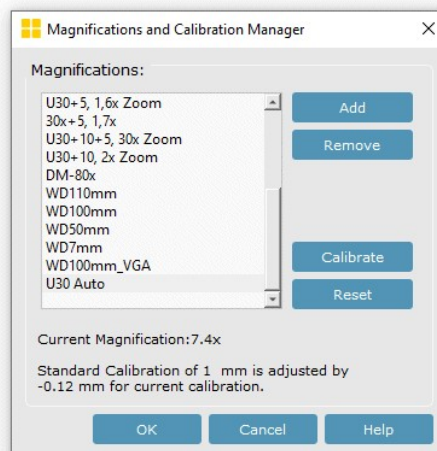 Magnifications and Calibration Manager
Magnifications:
U30+5, 1,6x Zoom
30x+5, 1,7x
U30+10+5, 30x Zoom
U30+10, 2x Zoom
DM-80x
WD110mm
WD100mm
WD50mm
WD7mm
WD100mm_VGA
U30 Auto
Add
Remove
Calibrate
Reset
Current Magnification:7.4x
Standard Calibration of 1 mm is adjusted by
-0.12 mm for current calibration.
OK
Cancel
Help